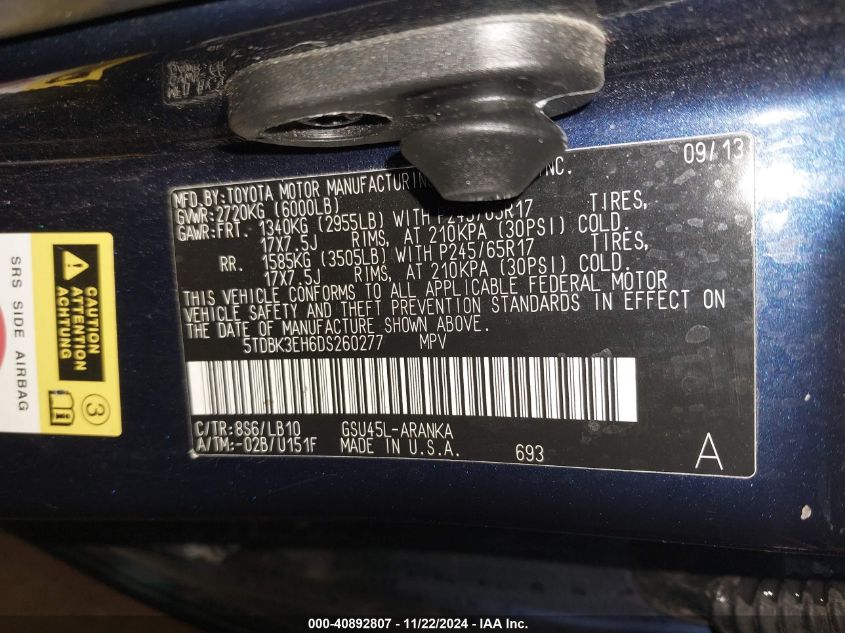 09/13
MFD.BY:TOYOTA MOTOR MANUFACTURING INC.
GVWR:2720KG (6000LB)
GAWR:FRT. 1340KG (2955LB) WITH P245/65R17 TIRES,
17X7.5J RIMS, AT 210KPA (30PSI) COLD.
RR. 1585KG (3505LB) WITH P245/65R17 TIRES,
17X7.5J RIMS, AT 210KPA (30PSI) COLD.
THIS VEHICLE CONFORMS TO ALL APPLICABLE FEDERAL MOTOR
VEHICLE SAFETY AND THEFT PREVENTION STANDARDS IN EFFECT ON
THE DATE OF MANUFACTURE SHOWN ABOVE.
5TDBK3EH6DS260277 MPV
C/TR:8S6/LB10 GSU45L-ARANKA
A/TM:-02B/U151F MADE IN U.S.A. 693 A
SRS SIDE AIRBAG
CAUTION
ATTENTION
ACHTUNG
3
000-40892807 - 11/22/2024 - IAA Inc.